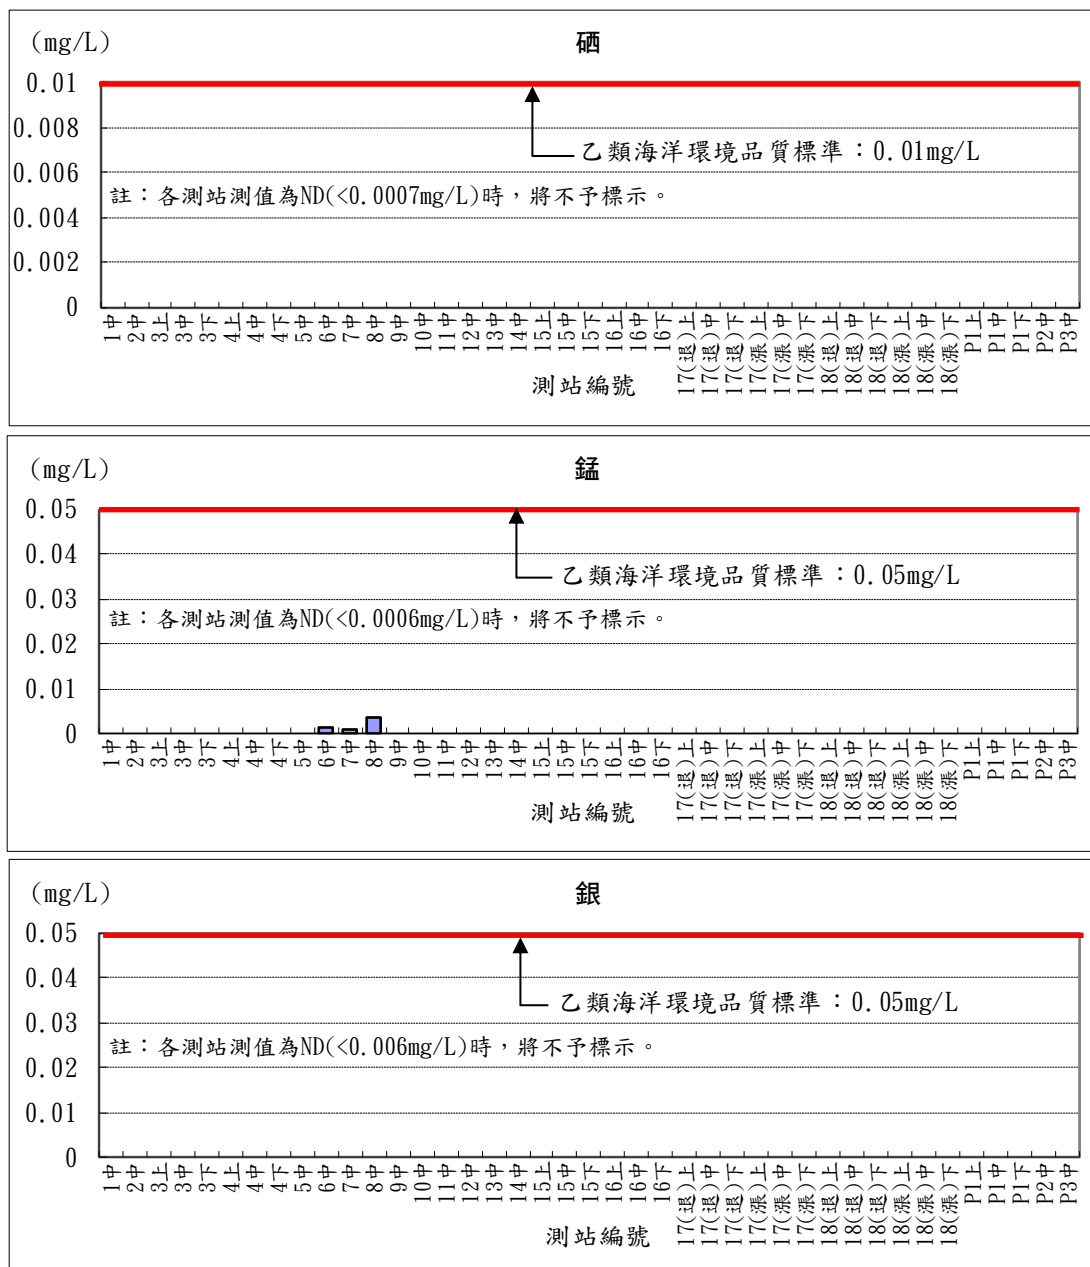 (mg/L)
硒
0.01
0.008
乙類海洋環境品質標準：0.01mg/L
0.006
註：各測站測值為ND(<0.0007mg/L)時，將不予標示。
0.004
0.002
0
1中 2中 3上 3中 3下 4上 4中 4下 5中 6中 7中 8中 9中 10中 11中 12中 13中 14中 15上 15中 15下 16上 16中 16下 17(退)上 17(退)中 17(退)下 17(漲)上 17(漲)中 17(漲)下 18(退)上 18(退)中 18(退)下 18(漲)上 18(漲)中 18(漲)下 P1上 P1中 P1下 P2中 P3中
測站編號
(mg/L)
錳
0.05
0.04
乙類海洋環境品質標準：0.05mg/L
0.03
註：各測站測值為ND(<0.0006mg/L)時，將不予標示。
0.02
0.01
0
1中 2中 3上 3中 3下 4上 4中 4下 5中 6中 7中 8中 9中 10中 11中 12中 13中 14中 15上 15中 15下 16上 16中 16下 17(退)上 17(退)中 17(退)下 17(漲)上 17(漲)中 17(漲)下 18(退)上 18(退)中 18(退)下 18(漲)上 18(漲)中 18(漲)下 P1上 P1中 P1下 P2中 P3中
測站編號
(mg/L)
銀
0.05
0.04
乙類海洋環境品質標準：0.05mg/L
0.03
註：各測站測值為ND(<0.006mg/L)時，將不予標示。
0.02
0.01
0
1中 2中 3上 3中 3下 4上 4中 4下 5中 6中 7中 8中 9中 10中 11中 12中 13中 14中 15上 15中 15下 16上 16中 16下 17(退)上 17(退)中 17(退)下 17(漲)上 17(漲)中 17(漲)下 18(退)上 18(退)中 18(退)下 18(漲)上 18(漲)中 18(漲)下 P1上 P1中 P1下 P2中 P3中
測站編號